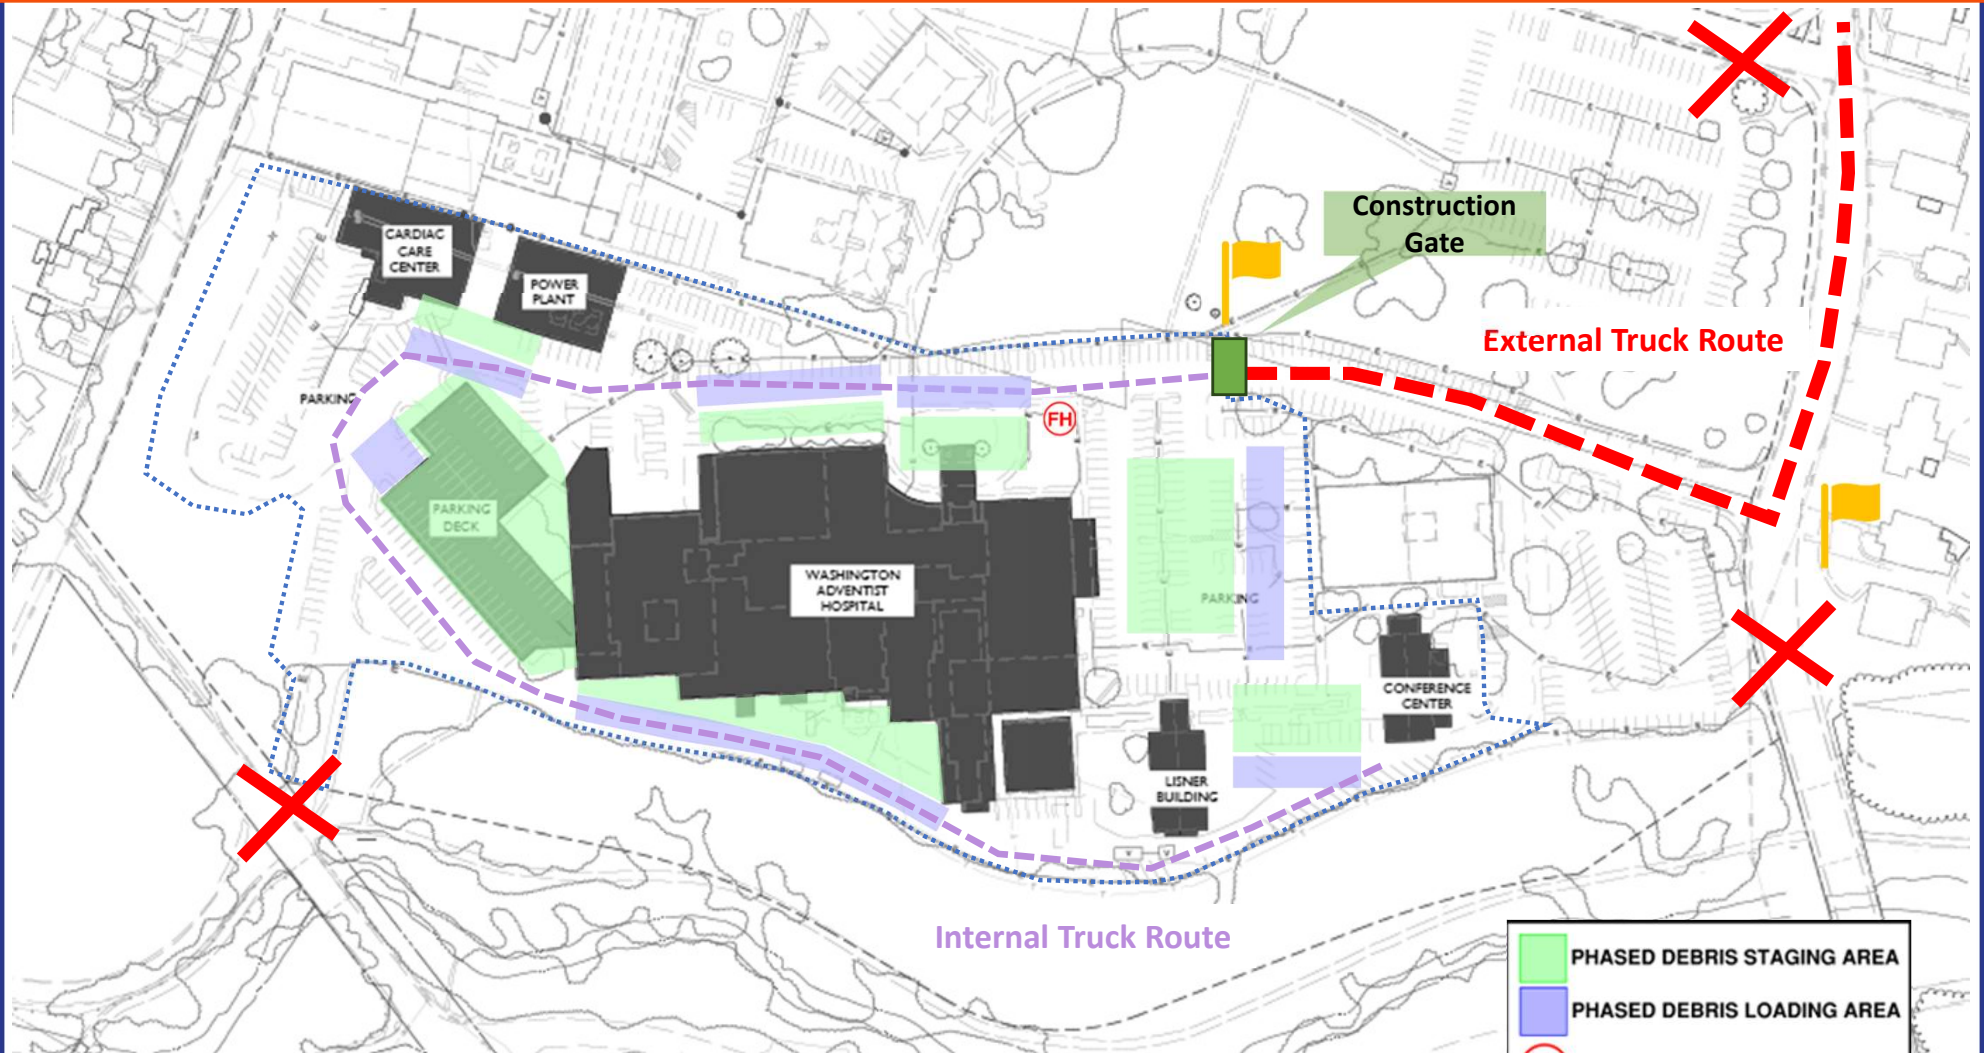 Construction
Gate
CARDIAC
CARE
CENTER
POWER
PLANT
External Truck Route
PARKING
FH
PARKING
DECK
WASHINGTON
ADVENTIST
HOSPITAL
PARKING
CONFERENCE
CENTER
LISNER
BUILDING
Internal Truck Route
PHASED DEBRIS STAGING AREA
PHASED DEBRIS LOADING AREA